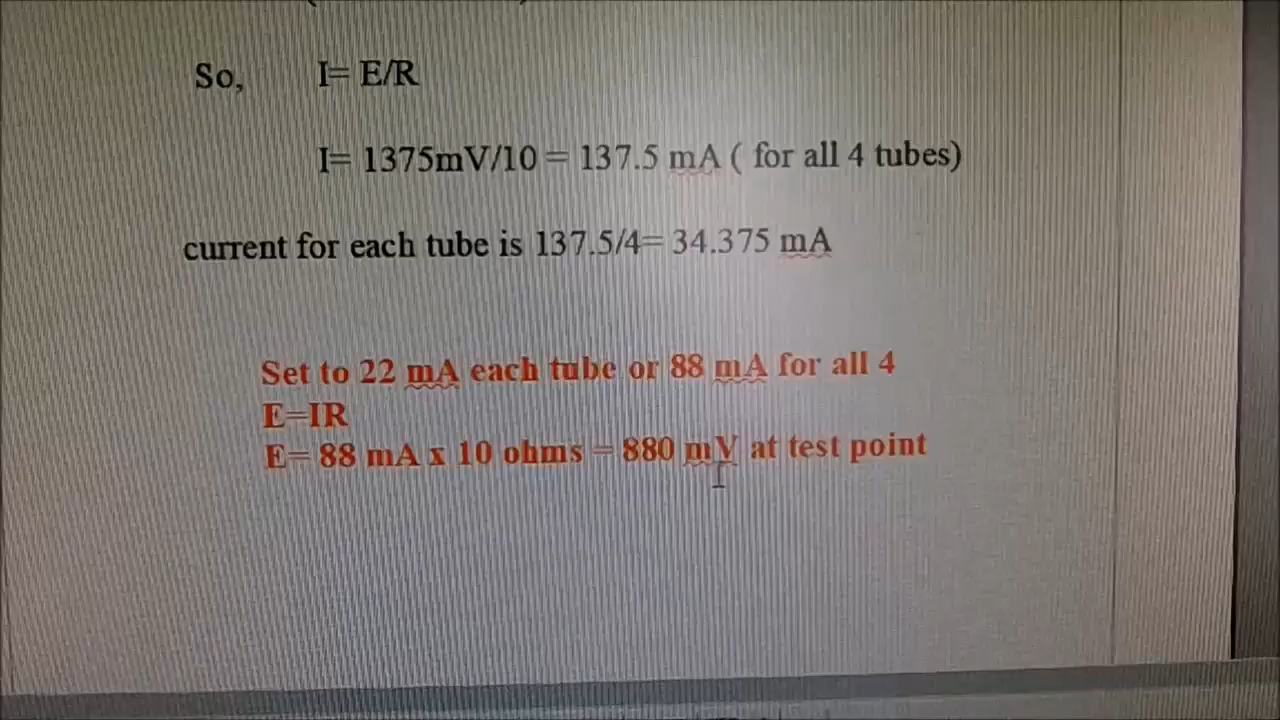 So, I= E/R
I= 1375mV/10 = 137.5 mA ( for all 4 tubes)
current for each tube is 137.5/4= 34.375 mA
Set to 22 mA each tube or 88 mA for all 4
E=IR
E= 88 mA x 10 ohms = 880 mV at test point